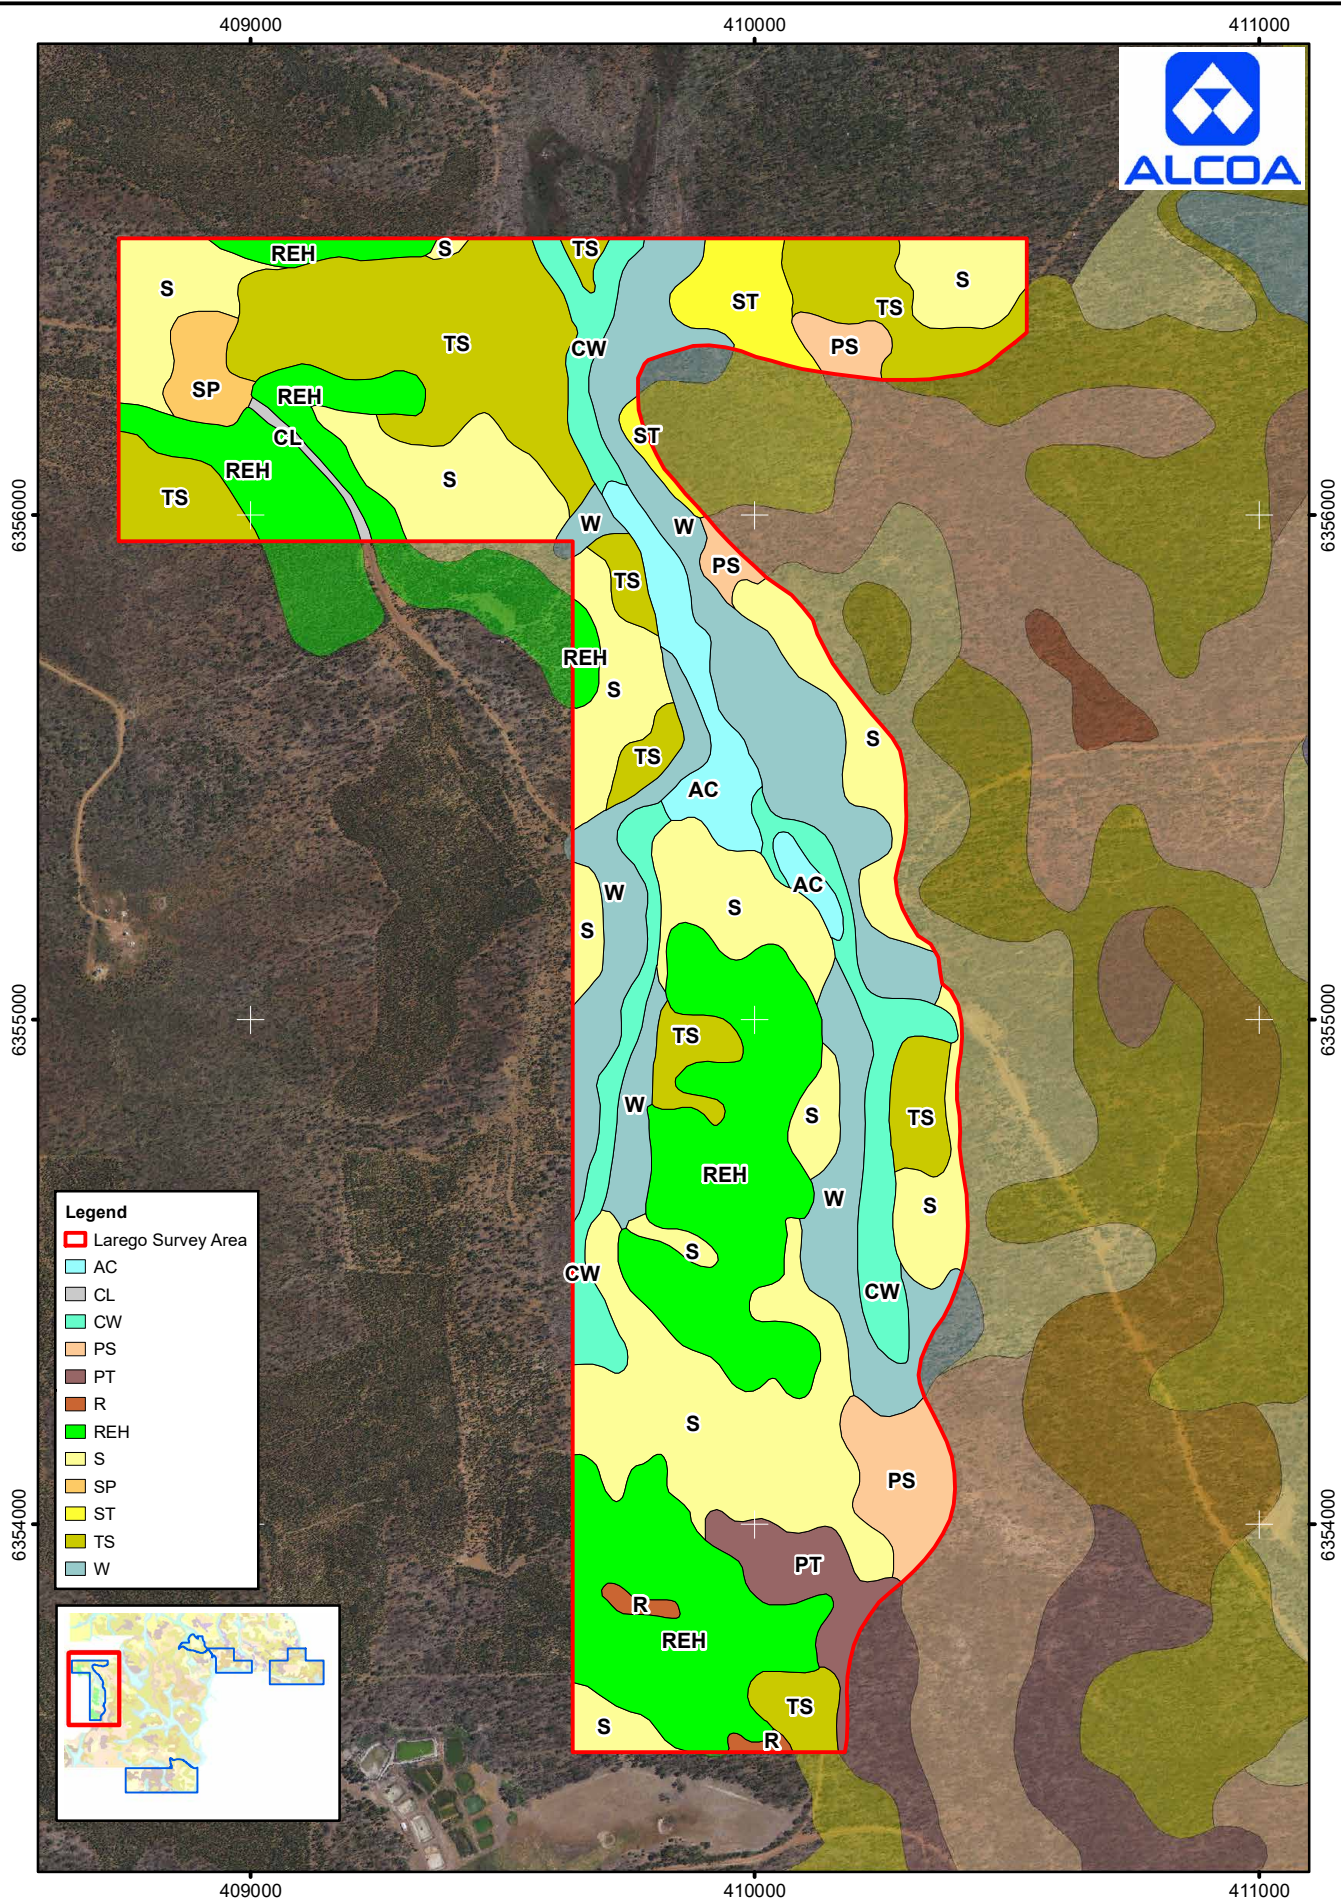 409000
410000
411000
ALCOA
REH
S
TS
S
S
TS
ST
TS
CW
PS
TS
SP
REH
CL
ST
REH
S
TS
W
W
PS
TS
REH
S
S
TS
AC
AC
W
S
S
TS
W
S
TS
REH
W
S
S
CW
CW
S
PS
PT
R
REH
TS
S
R
6356000
6355000
6354000
6356000
6355000
6354000
Legend
Larego Survey Area
AC
CL
CW
PS
PT
R
REH
S
SP
ST
TS
W
409000
410000
411000